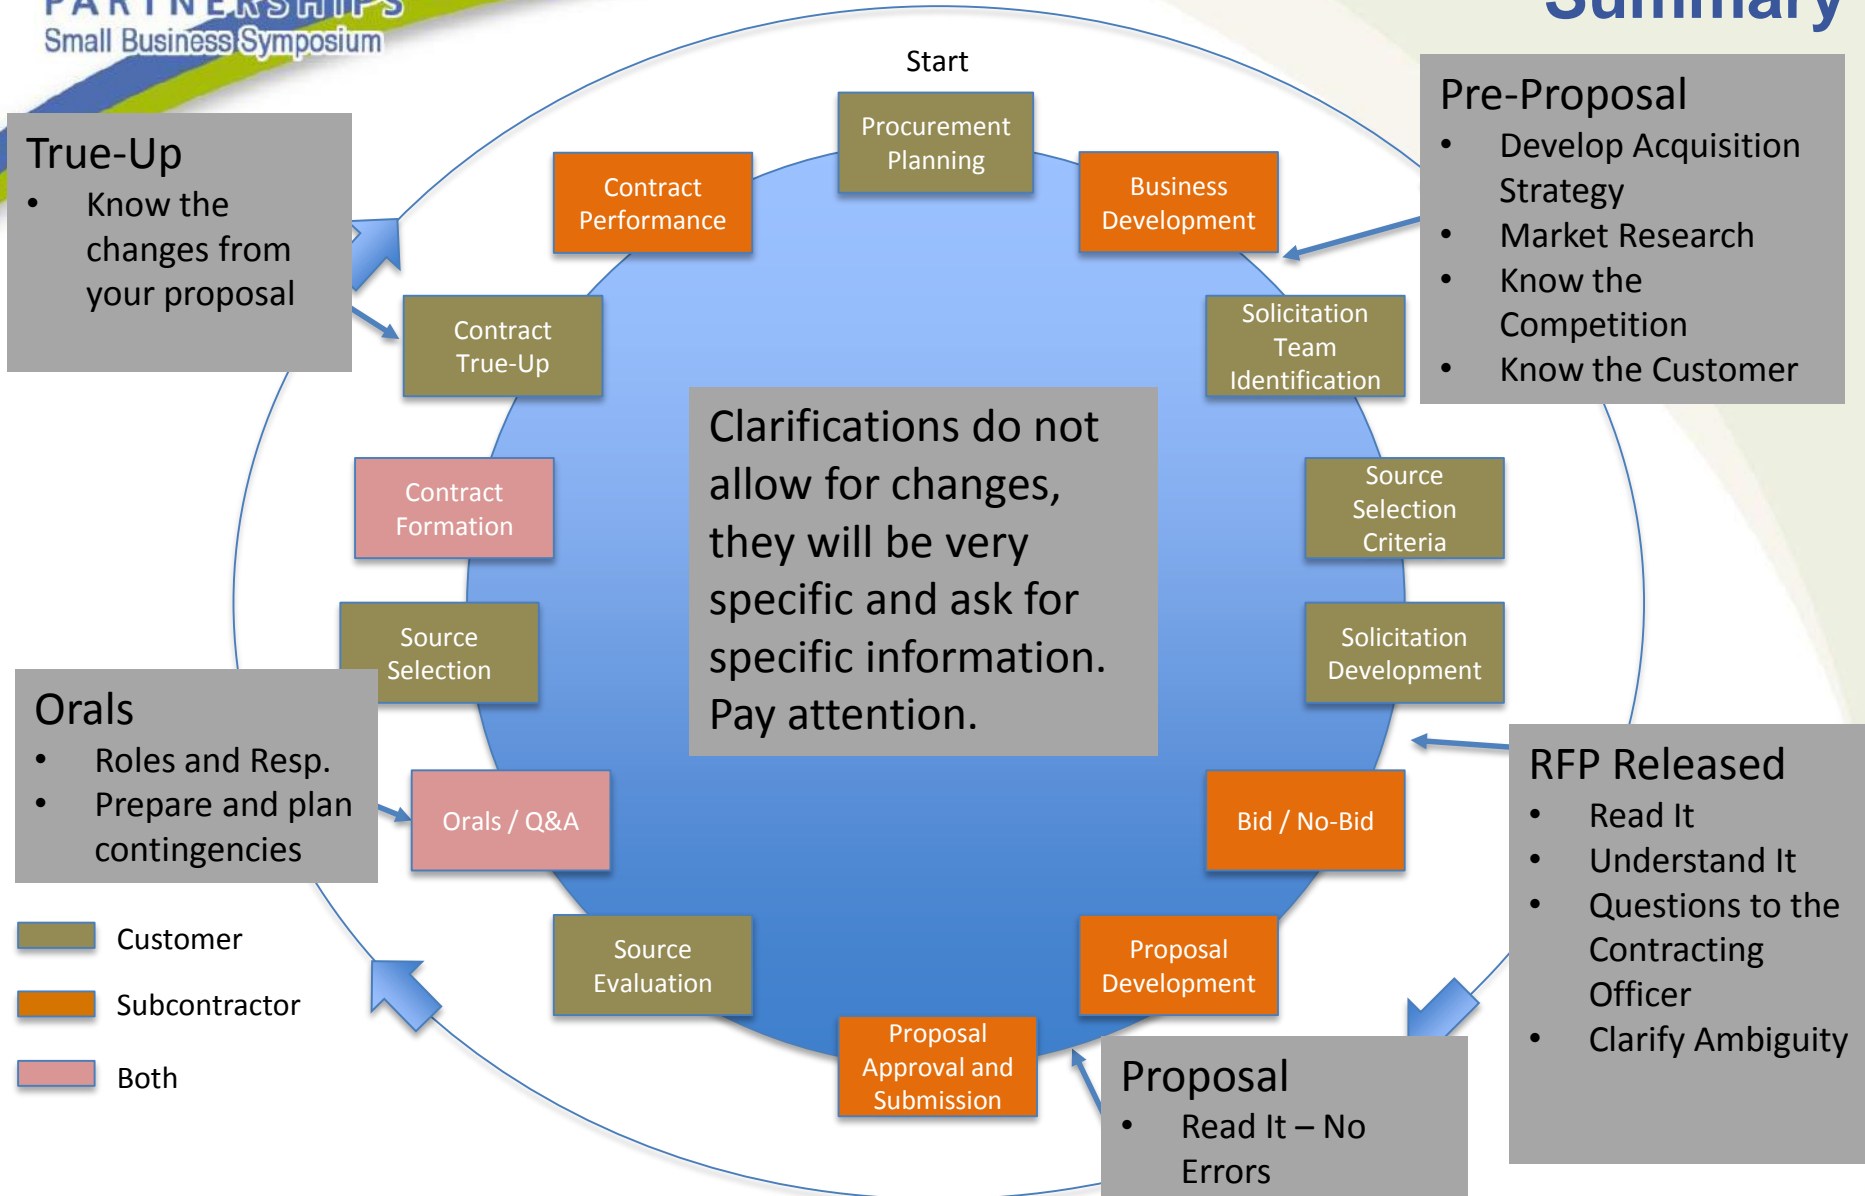 PARTNERSHIPS
Small Business Symposium
Summary
Start
Procurement
Planning
Business
Development
Solicitation
Team
Identification
Source
Selection
Criteria
Solicitation
Development
Bid / No-Bid
Proposal
Development
Proposal
Approval and
Submission
Source
Evaluation
Orals / Q&A
Source
Selection
Contract
Formation
Contract
True-Up
Contract
Performance
Pre-Proposal
• Develop Acquisition
Strategy
• Market Research
• Know the
Competition
• Know the Customer
RFP Released
• Read It
• Understand It
• Questions to the
Contracting
Officer
• Clarify Ambiguity
Proposal
• Read It – No
Errors
Orals
• Roles and Resp.
• Prepare and plan
contingencies
True-Up
• Know the
changes from
your proposal
Clarifications do not
allow for changes,
they will be very
specific and ask for
specific information.
Pay attention.
Customer
Subcontractor
Both